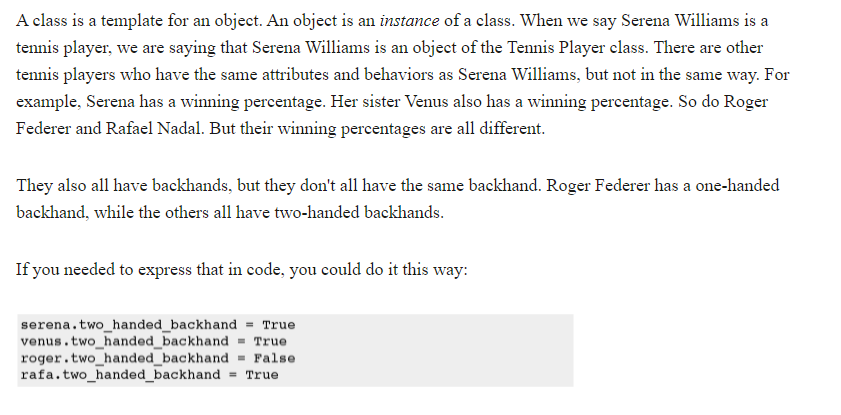 A class is a template for an object. An object is an instance of a class. When we say Serena Williams is a
tennis player, we are saying that Serena Williams is an object of the Tennis Player class. There are other
tennis players who have the same attributes and behaviors as Serena Williams, but not in the same way. For
example, Serena has a winning percentage. Her sister Venus also has a winning percentage. So do Roger
Federer and Rafael Nadal. But their winning percentages are all different.
They also all have backhands, but they don't all have the same backhand. Roger Federer has a one-handed
backhand, while the others all have two-handed backhands.
If you needed to express that in code, you could do it this way:
serena.two_handed_backhand = True
venus.two_handed_backhand = True
roger.two_handed_backhand = False
rafa.two_handed_backhand = True